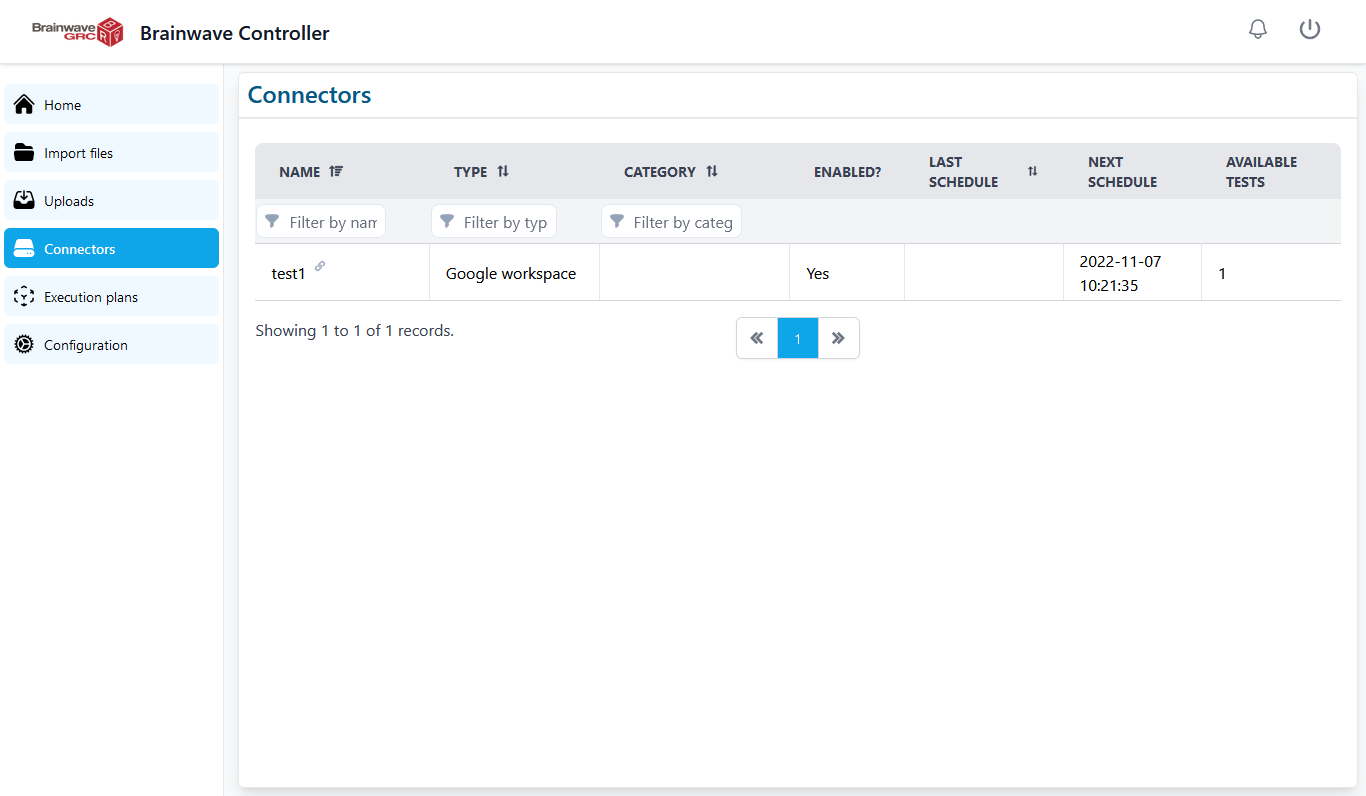 Brainwave
GRC
Brainwave Controller
Home
Import files
Uploads
Connectors
Execution plans
Configuration
Connectors
NAME TYPE CATEGORY ENABLED? LAST SCHEDULE NEXT SCHEDULE AVAILABLE TESTS
Filter by nam Filter by typ Filter by categ
test1 Google workspace Yes 2022-11-07 10:21:35 1
Showing 1 to 1 of 1 records.
« 1 »